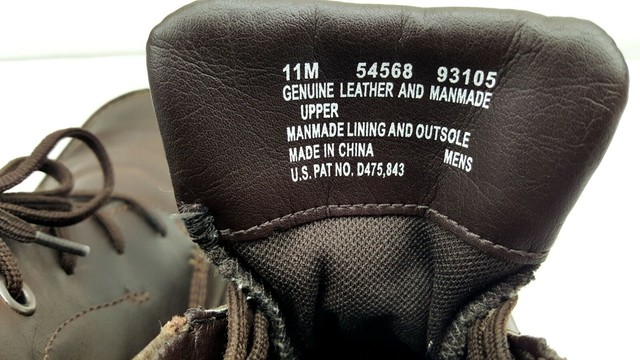 11M 54568 93105
GENUINE LEATHER AND MANMADE
UPPER
MANMADE LINING AND OUTSOLE
MADE IN CHINA MENS
U.S. PAT NO. D475,843